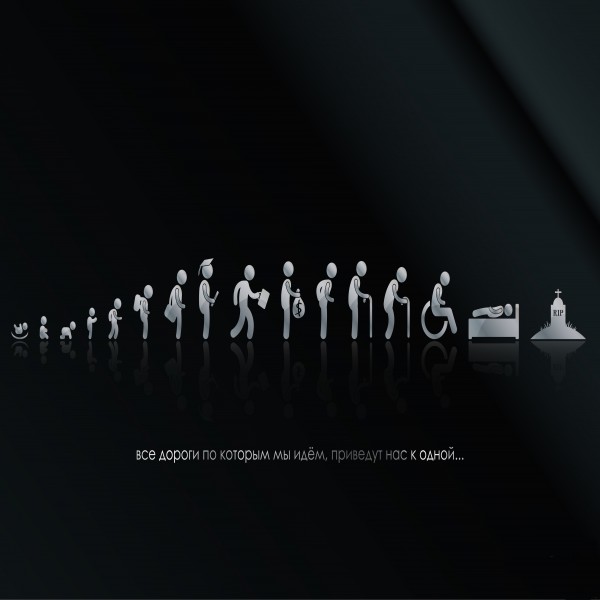 $
RIP
все дороги по которым мы идём, приведут нас к одной...